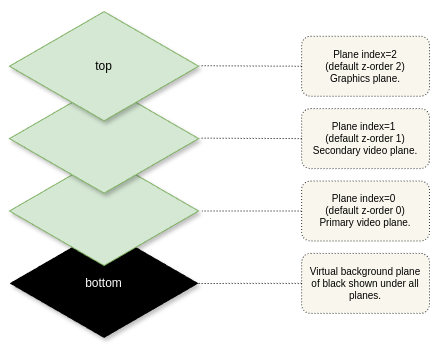 top
Plane index=2
(default z-order 2)
Graphics plane.
Plane index=1
(default z-order 1)
Secondary video plane.
Plane index=0
(default z-order 0)
Primary video plane.
bottom
Virtual background plane
of black shown under all
planes.